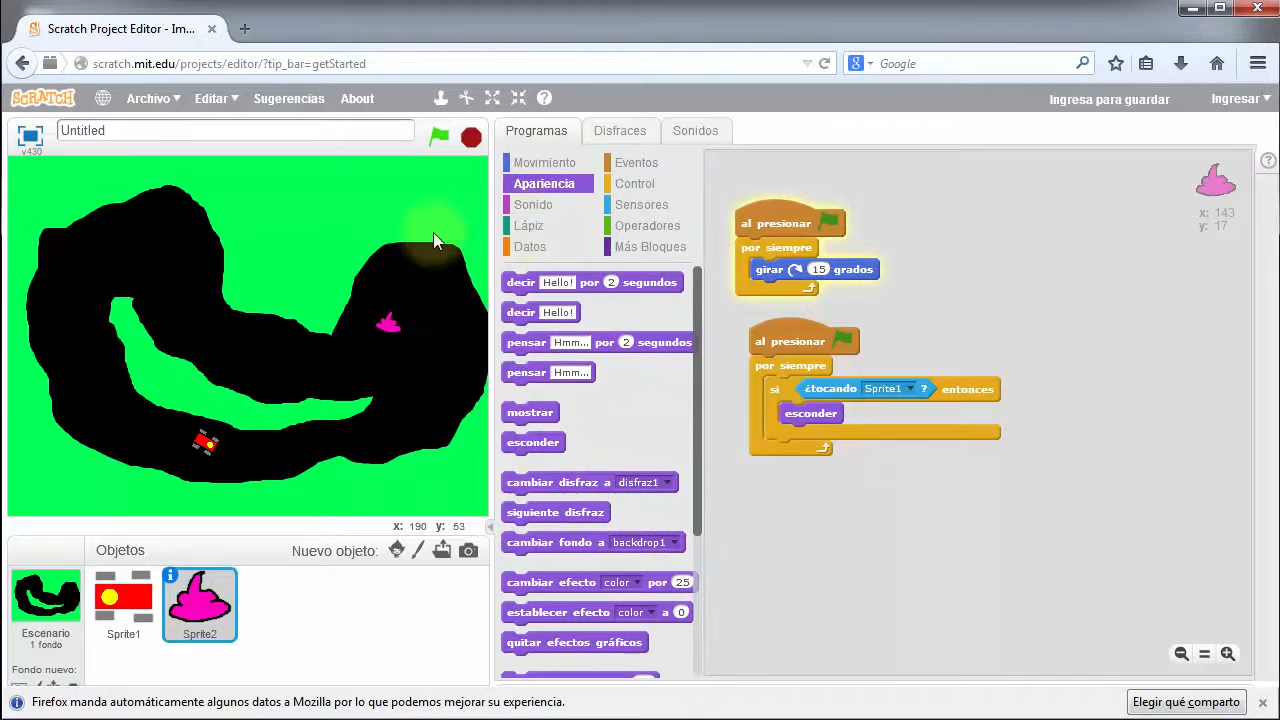 Scratch Project Editor - Im...
scratch.mit.edu/projects/editor/?tip_bar=getStarted
Google
SCRATCH
Archivo
Editar
Sugerencias
About
Ingresa para guardar
Ingresar
v430
Untitled
Programas
Disfraces
Sonidos
Movimiento
Eventos
Apariencia
Control
Sonido
Sensores
Lápiz
Operadores
Datos
Más Bloques
decir Hello! por 2 segundos
decir Hello!
pensar Hmm... por 2 segundos
pensar Hmm...
mostrar
esconder
cambiar disfraz a disfraz1
siguiente disfraz
cambiar fondo a backdrop1
cambiar efecto color por 25
establecer efecto color a 0
quitar efectos gráficos
al presionar
por siempre
girar 15 grados
al presionar
por siempre
si ¿tocando Sprite1 ? entonces
esconder
x: 143
y: 17
x: 190 y: 53
Objetos
Nuevo objeto:
Escenario
1 fondo
Sprite1
Sprite2
Fondo nuevo:
Firefox manda automáticamente algunos datos a Mozilla por lo que podemos mejorar su experiencia.
Elegir qué comparto